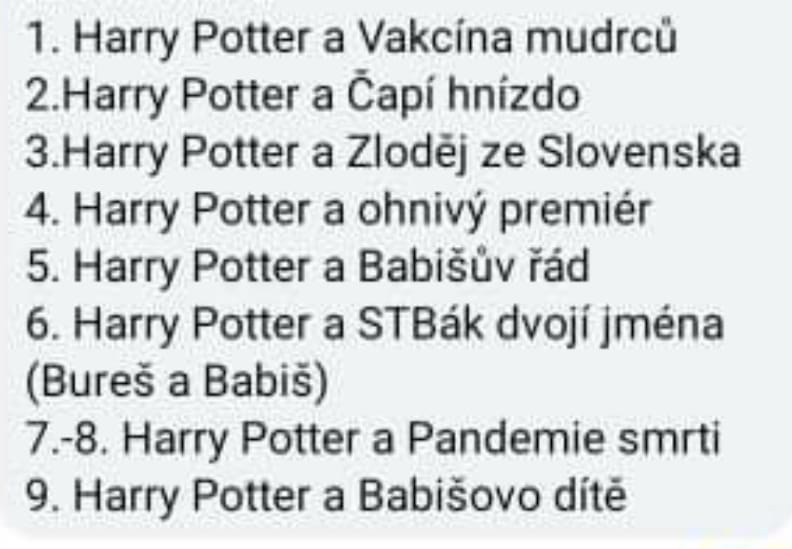 1. Harry Potter a Vakcína mudrců
2.Harry Potter a Čapí hnízdo
3.Harry Potter a Zloděj ze Slovenska
4. Harry Potter a ohnivý premiér
5. Harry Potter a Babišův řád
6. Harry Potter a STBák dvojí jména
(Bureš a Babiš)
7.-8. Harry Potter a Pandemie smrti
9. Harry Potter a Babišovo dítě